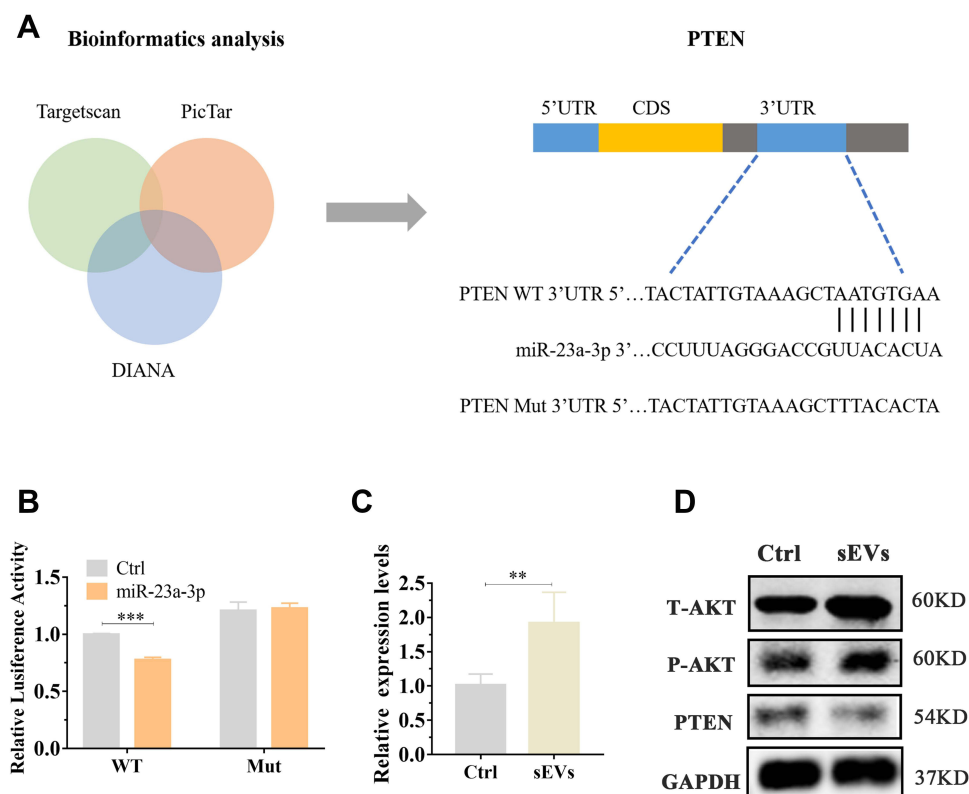 A
Bioinformatics analysis
PTEN
Targetscan
PicTar
DIANA
5’UTR
CDS
3’UTR
PTEN WT 3’UTR 5’…TACTATTGTAAAGCTAATGTGAA
miR-23a-3p 3’…CCUUUAGGGACCGUUACACUA
PTEN Mut 3’UTR 5’…TACTATTGTAAAGCTTTACACTA
B
Relative Lusiference Activity
Ctrl
miR-23a-3p
***
1.5
1.0
0.5
0.0
WT
Mut
C
Relative expression levels
**
2.5
2.0
1.5
1.0
0.5
0.0
Ctrl
sEVs
D
Ctrl
sEVs
T-AKT
60KD
P-AKT
60KD
PTEN
54KD
GAPDH
37KD